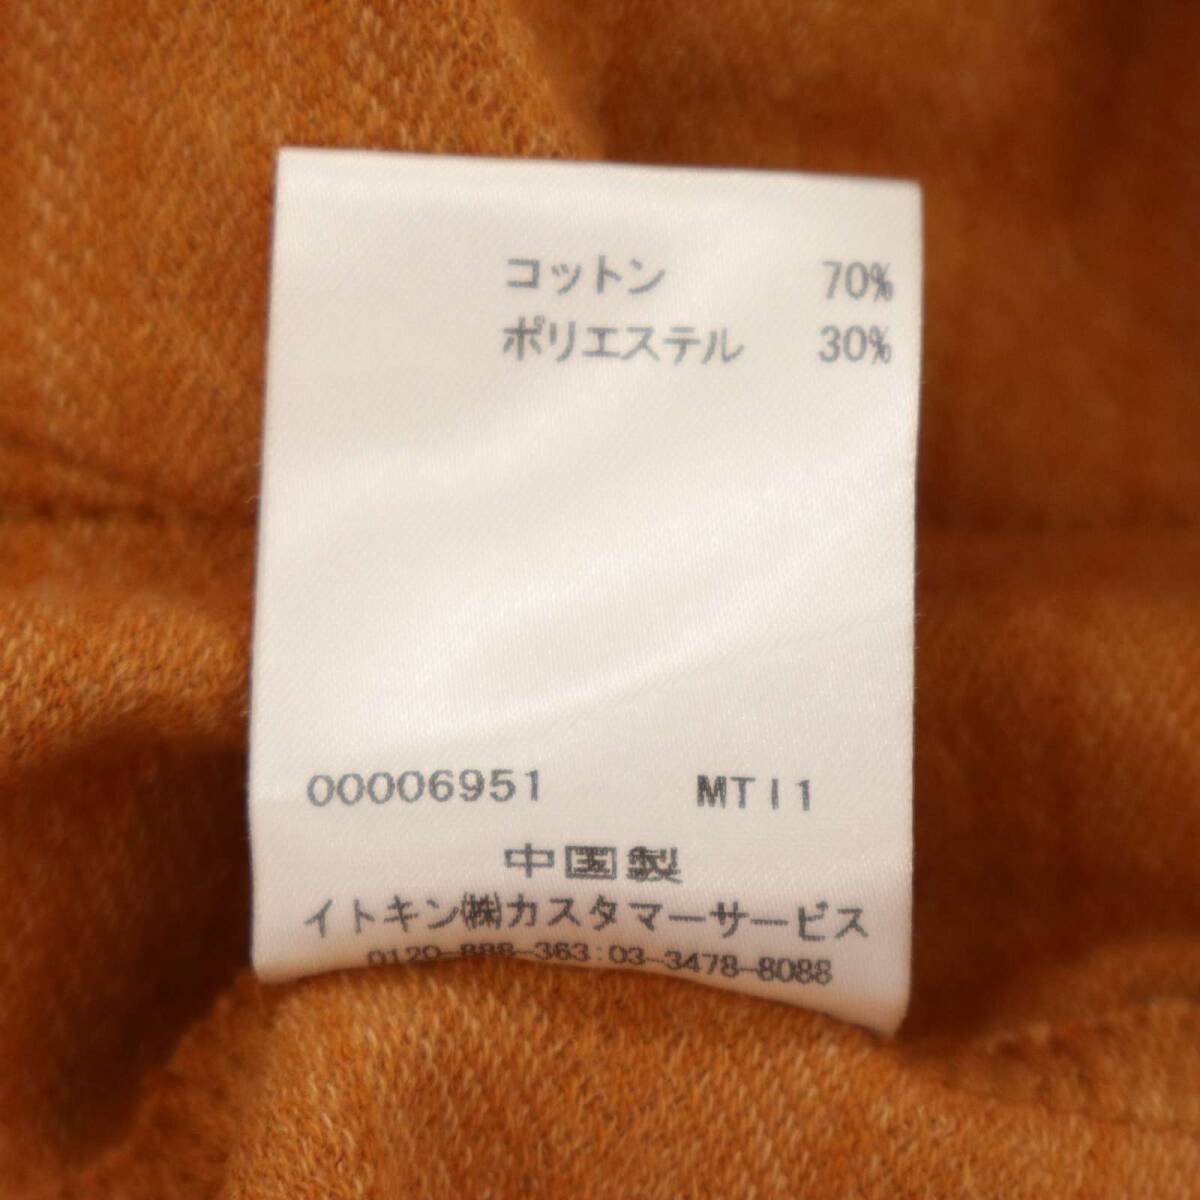 コットン 70%
ポリエステル 30%
00006951 MTI1
中国製
イトキン㈱カスタマーサービス
0120-888-363:03-3478-8088